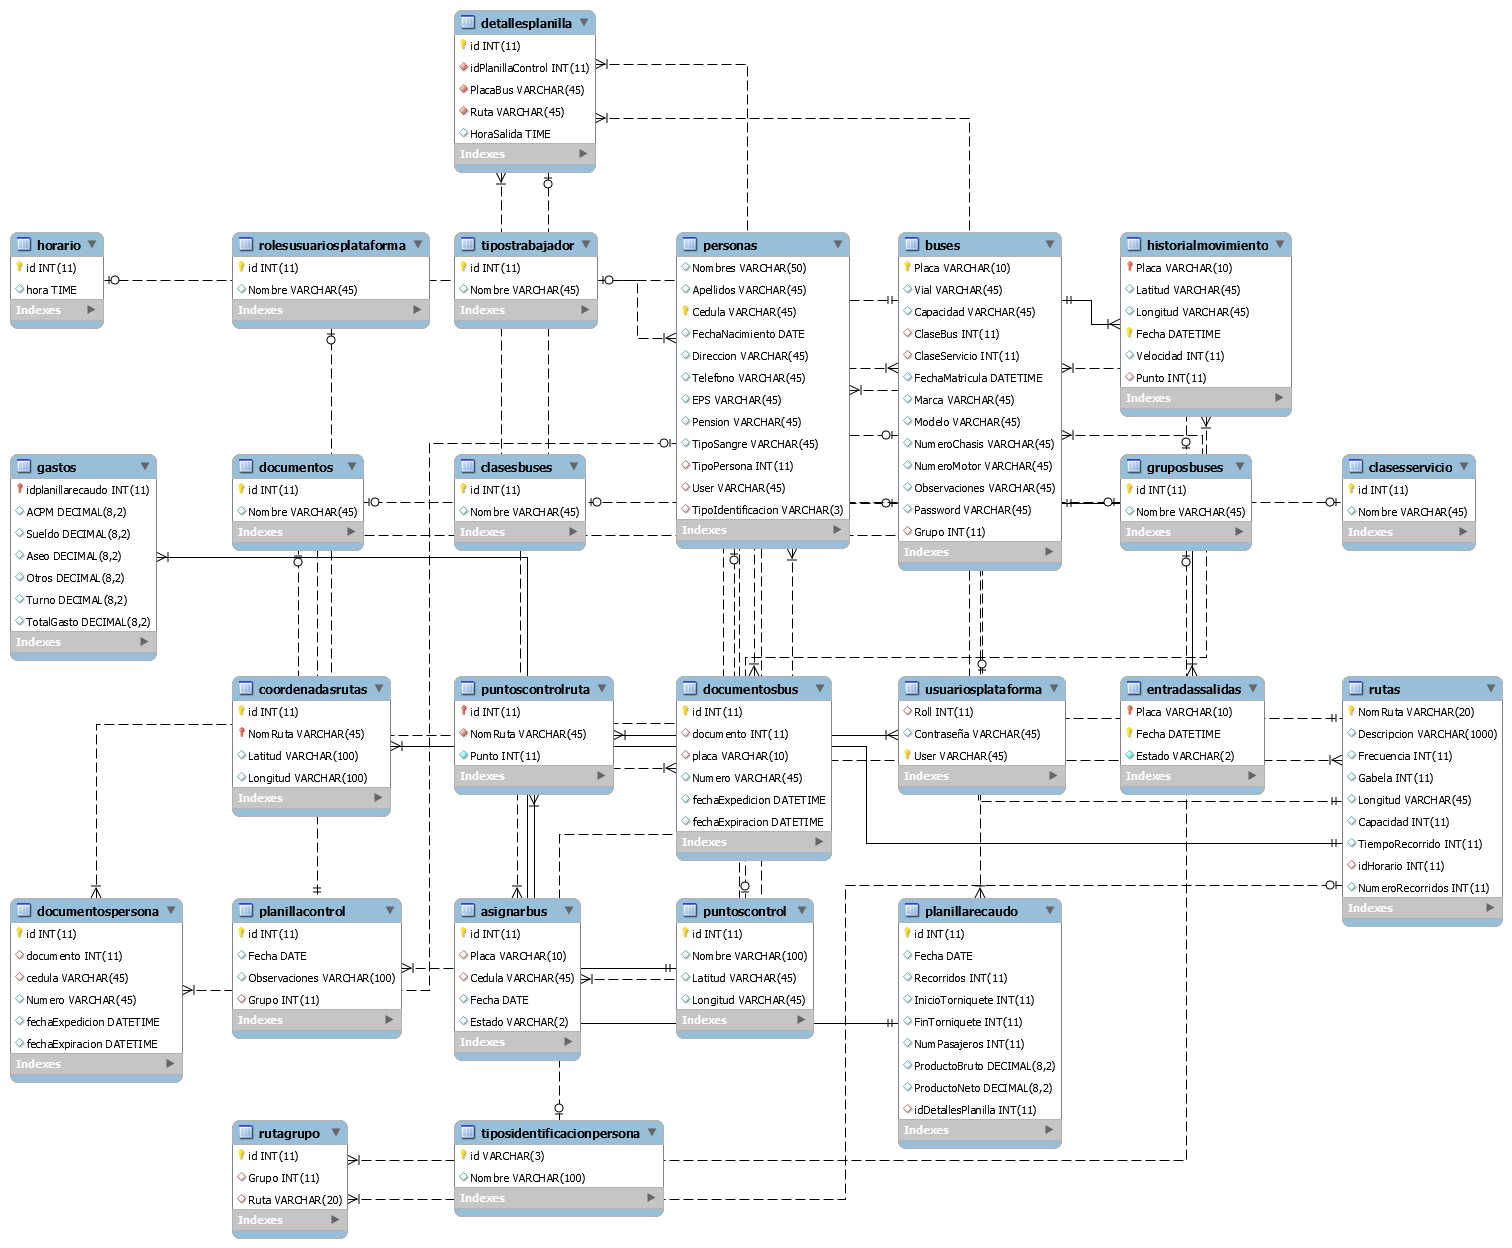 detallesplanilla
id INT(11)
idPlanillaControl INT(11)
PlacaBus VARCHAR(45)
Ruta VARCHAR(45)
HoraSalida TIME
Indexes
horario
id INT(11)
hora TIME
Indexes
rolesusuariosplataforma
id INT(11)
Nombre VARCHAR(45)
Indexes
tipostrabajador
id INT(11)
Nombre VARCHAR(45)
Indexes
personas
Nombres VARCHAR(50)
Apellidos VARCHAR(45)
Cedula VARCHAR(45)
FechaNacimiento DATE
Direccion VARCHAR(45)
Telefono VARCHAR(45)
EPS VARCHAR(45)
Pension VARCHAR(45)
TipoSangre VARCHAR(45)
TipoPersona INT(11)
User VARCHAR(45)
TipoIdentificacion VARCHAR(3)
Indexes
buses
Placa VARCHAR(10)
Vial VARCHAR(45)
Capacidad VARCHAR(45)
ClaseBus INT(11)
ClaseServicio INT(11)
FechaMatricula DATETIME
Marca VARCHAR(45)
Modelo VARCHAR(45)
NumeroChasis VARCHAR(45)
NumeroMotor VARCHAR(45)
Observaciones VARCHAR(45)
Password VARCHAR(45)
Grupo INT(11)
Indexes
historialmovimiento
Placa VARCHAR(10)
Latitud VARCHAR(45)
Longitud VARCHAR(45)
Fecha DATETIME
Velocidad INT(11)
Punto INT(11)
Indexes
gastos
idplanillarecaudo INT(11)
ACPM DECIMAL(8,2)
Sueldo DECIMAL(8,2)
Aseo DECIMAL(8,2)
Otros DECIMAL(8,2)
Turno DECIMAL(8,2)
TotalGasto DECIMAL(8,2)
Indexes
documentos
id INT(11)
Nombre VARCHAR(45)
Indexes
clasesbuses
id INT(11)
Nombre VARCHAR(45)
Indexes
gruposbuses
id INT(11)
Nombre VARCHAR(45)
Indexes
clasesservicio
id INT(11)
Nombre VARCHAR(45)
Indexes
coordenadasrutas
id INT(11)
NomRuta VARCHAR(45)
Latitud VARCHAR(100)
Longitud VARCHAR(100)
Indexes
puntoscontrolruta
id INT(11)
NomRuta VARCHAR(45)
Punto INT(11)
Indexes
documentosbus
id INT(11)
documento INT(11)
placa VARCHAR(10)
Numero VARCHAR(45)
fechaExpedicion DATETIME
fechaExpiracion DATETIME
Indexes
usuariosplataforma
Roll INT(11)
Contraseña VARCHAR(45)
User VARCHAR(45)
Indexes
entradassalidas
Placa VARCHAR(10)
Fecha DATETIME
Estado VARCHAR(2)
Indexes
rutas
NomRuta VARCHAR(20)
Descripcion VARCHAR(1000)
Frecuencia INT(11)
Gabela INT(11)
Longitud VARCHAR(45)
Capacidad INT(11)
TiempoRecorrido INT(11)
idHorario INT(11)
NumeroRecorridos INT(11)
Indexes
documentospersona
id INT(11)
documento INT(11)
cedula VARCHAR(45)
Numero VARCHAR(45)
fechaExpedicion DATETIME
fechaExpiracion DATETIME
Indexes
planillacontrol
id INT(11)
Fecha DATE
Observaciones VARCHAR(100)
Grupo INT(11)
Indexes
asignarbus
id INT(11)
Placa VARCHAR(10)
Cedula VARCHAR(45)
Fecha DATE
Estado VARCHAR(2)
Indexes
puntoscontrol
id INT(11)
Nombre VARCHAR(100)
Latitud VARCHAR(45)
Longitud VARCHAR(45)
Indexes
planillarecaudo
id INT(11)
Fecha DATE
Recorridos INT(11)
InicioTorniquete INT(11)
FinTorniquete INT(11)
NumPasajeros INT(11)
ProductoBruto DECIMAL(8,2)
ProductoNeto DECIMAL(8,2)
idDetallesPlanilla INT(11)
Indexes
rutagrupo
id INT(11)
Grupo INT(11)
Ruta VARCHAR(20)
Indexes
tiposidentificacionpersona
id VARCHAR(3)
Nombre VARCHAR(100)
Indexes